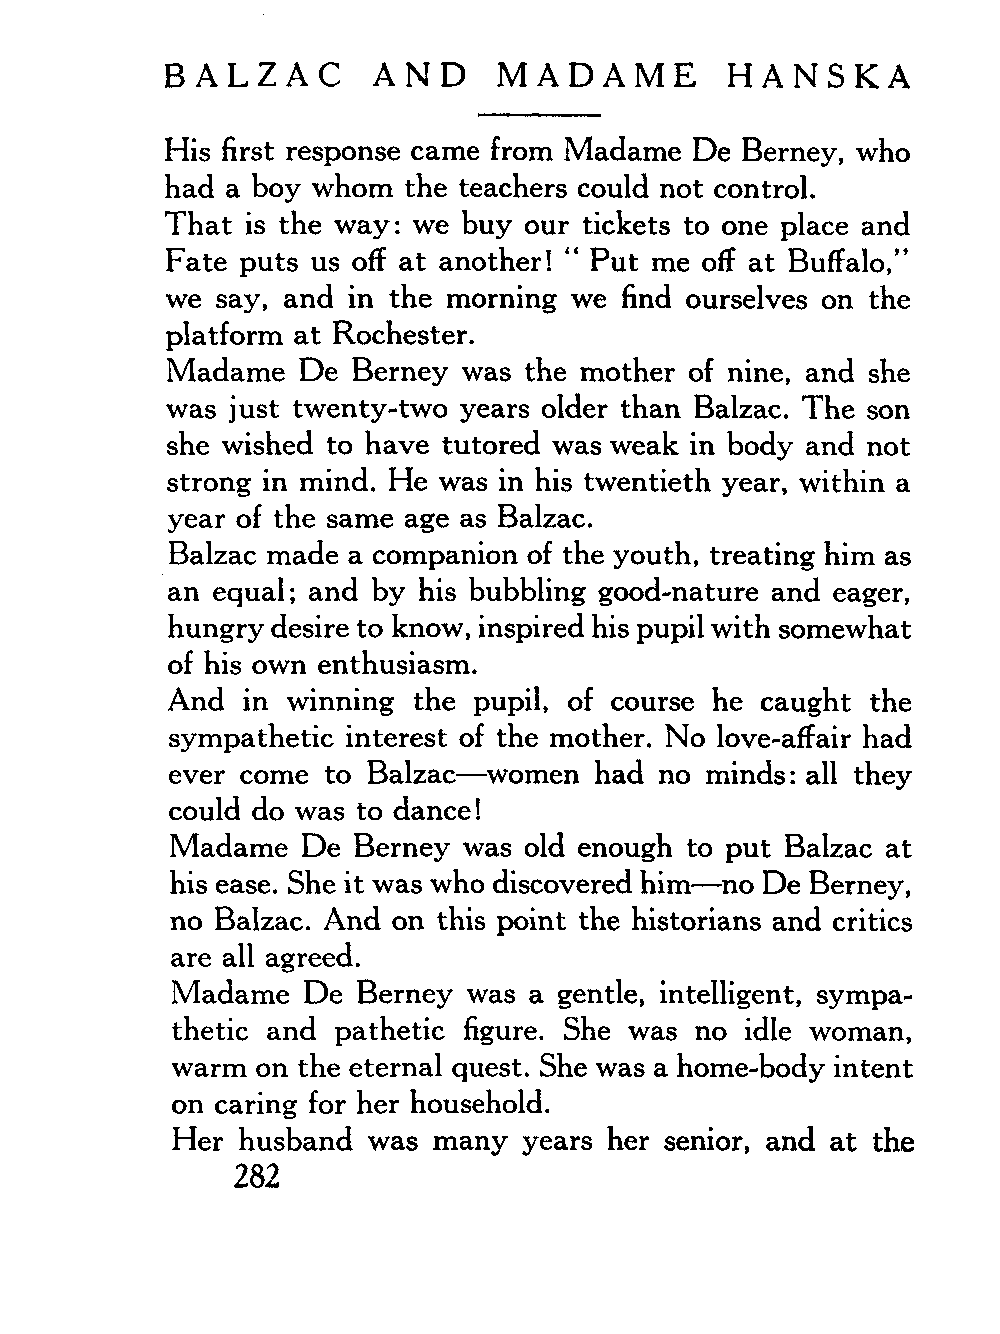 BALZAC AND MADAME HANSKA
His first response came from Madame De Berney, who
had a boy whom the teachers could not control.
That is the way: we buy our tickets to one place and
Fate puts us off at another! “ Put me off at Buffalo,”
we say, and in the morning we find ourselves on the
platform at Rochester.
Madame De Berney was the mother of nine, and she
was just twenty-two years older than Balzac. The son
she wished to have tutored was weak in body and not
strong in mind. He was in his twentieth year, within a
year of the same age as Balzac.
Balzac made a companion of the youth, treating him as
an equal; and by his bubbling good-nature and eager,
hungry desire to know, inspired his pupil with somewhat
of his own enthusiasm.
And in winning the pupil, of course he caught the
sympathetic interest of the mother. No love-affair had
ever come to Balzac—women had no minds: all they
could do was to dance!
Madame De Berney was old enough to put Balzac at
his ease. She it was who discovered him—no De Berney,
no Balzac. And on this point the historians and critics
are all agreed.
Madame De Berney was a gentle, intelligent, sympa-
thetic and pathetic figure. She was no idle woman,
warm on the eternal quest. She was a home-body intent
on caring for her household.
Her husband was many years her senior, and at the
282